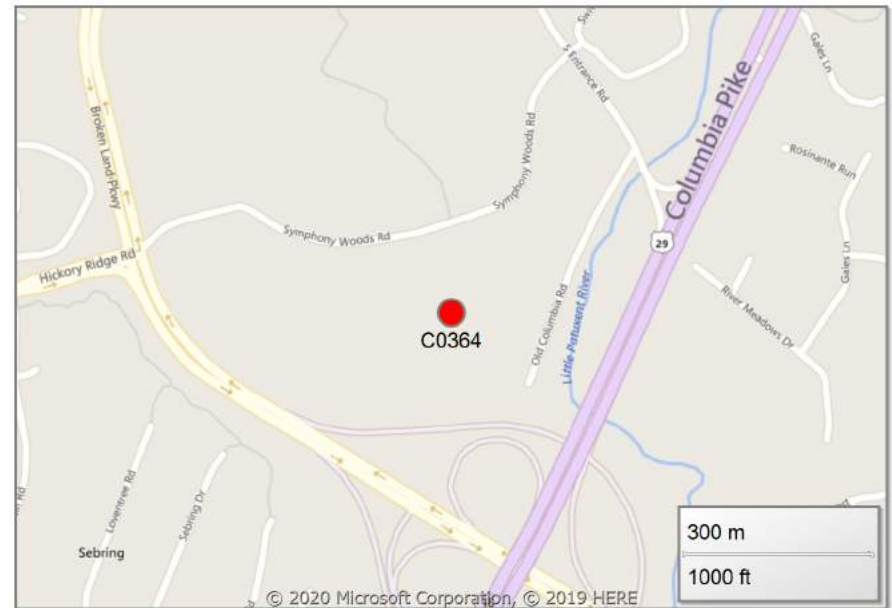 Columbia Pike
Gales Ln
S Entrance Rd
Broken Land Pkwy
Symphony Woods Rd
Rosinante Run
Symphony Woods Rd
29
Hickory Ridge Rd
Gales Ln
River Meadows Dr
Old Columbia Rd
Little Patuxent River
C0364
Loventree Rd
Sebring Dr
Sebring
300 m
1000 ft
© 2020 Microsoft Corporation, © 2019 HERE